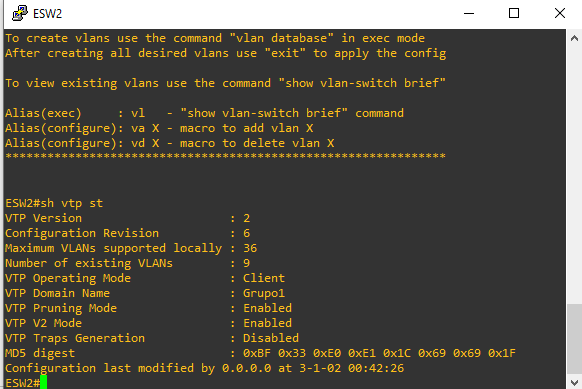 ESW2
To create vlans use the command "vlan database" in exec mode
After creating all desired vlans use "exit" to apply the config
To view existing vlans use the command "show vlan-switch brief"
Alias(exec)     : vl   - "show vlan-switch brief" command
Alias(configure): va X - macro to add vlan X
Alias(configure): vd X - macro to delete vlan X
***************************************************************
ESW2#sh vtp st
VTP Version                     : 2
Configuration Revision          : 6
Maximum VLANs supported locally : 36
Number of existing VLANs        : 9
VTP Operating Mode              : Client
VTP Domain Name                 : Grupo1
VTP Pruning Mode                : Enabled
VTP V2 Mode                     : Enabled
VTP Traps Generation            : Disabled
MD5 digest                      : 0xBF 0x33 0xE0 0xE1 0x1C 0x69 0x69 0x1F
Configuration last modified by 0.0.0.0 at 3-1-02 00:42:26
ESW2#